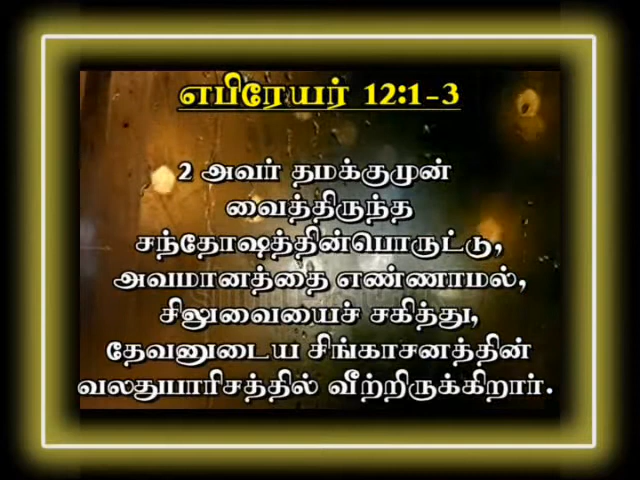 எபிரேயர் 12:1-3
2 அவர் தமக்குமுன்
வைத்திருந்த
சந்தோஷத்தின்பொருட்டு,
அவமானத்தை எண்ணாமல்,
சிலுவையைச் சகித்து,
தேவனுடைய சிங்காசனத்தின்
வலதுபாரிசத்தில் வீற்றிருக்கிறார்.